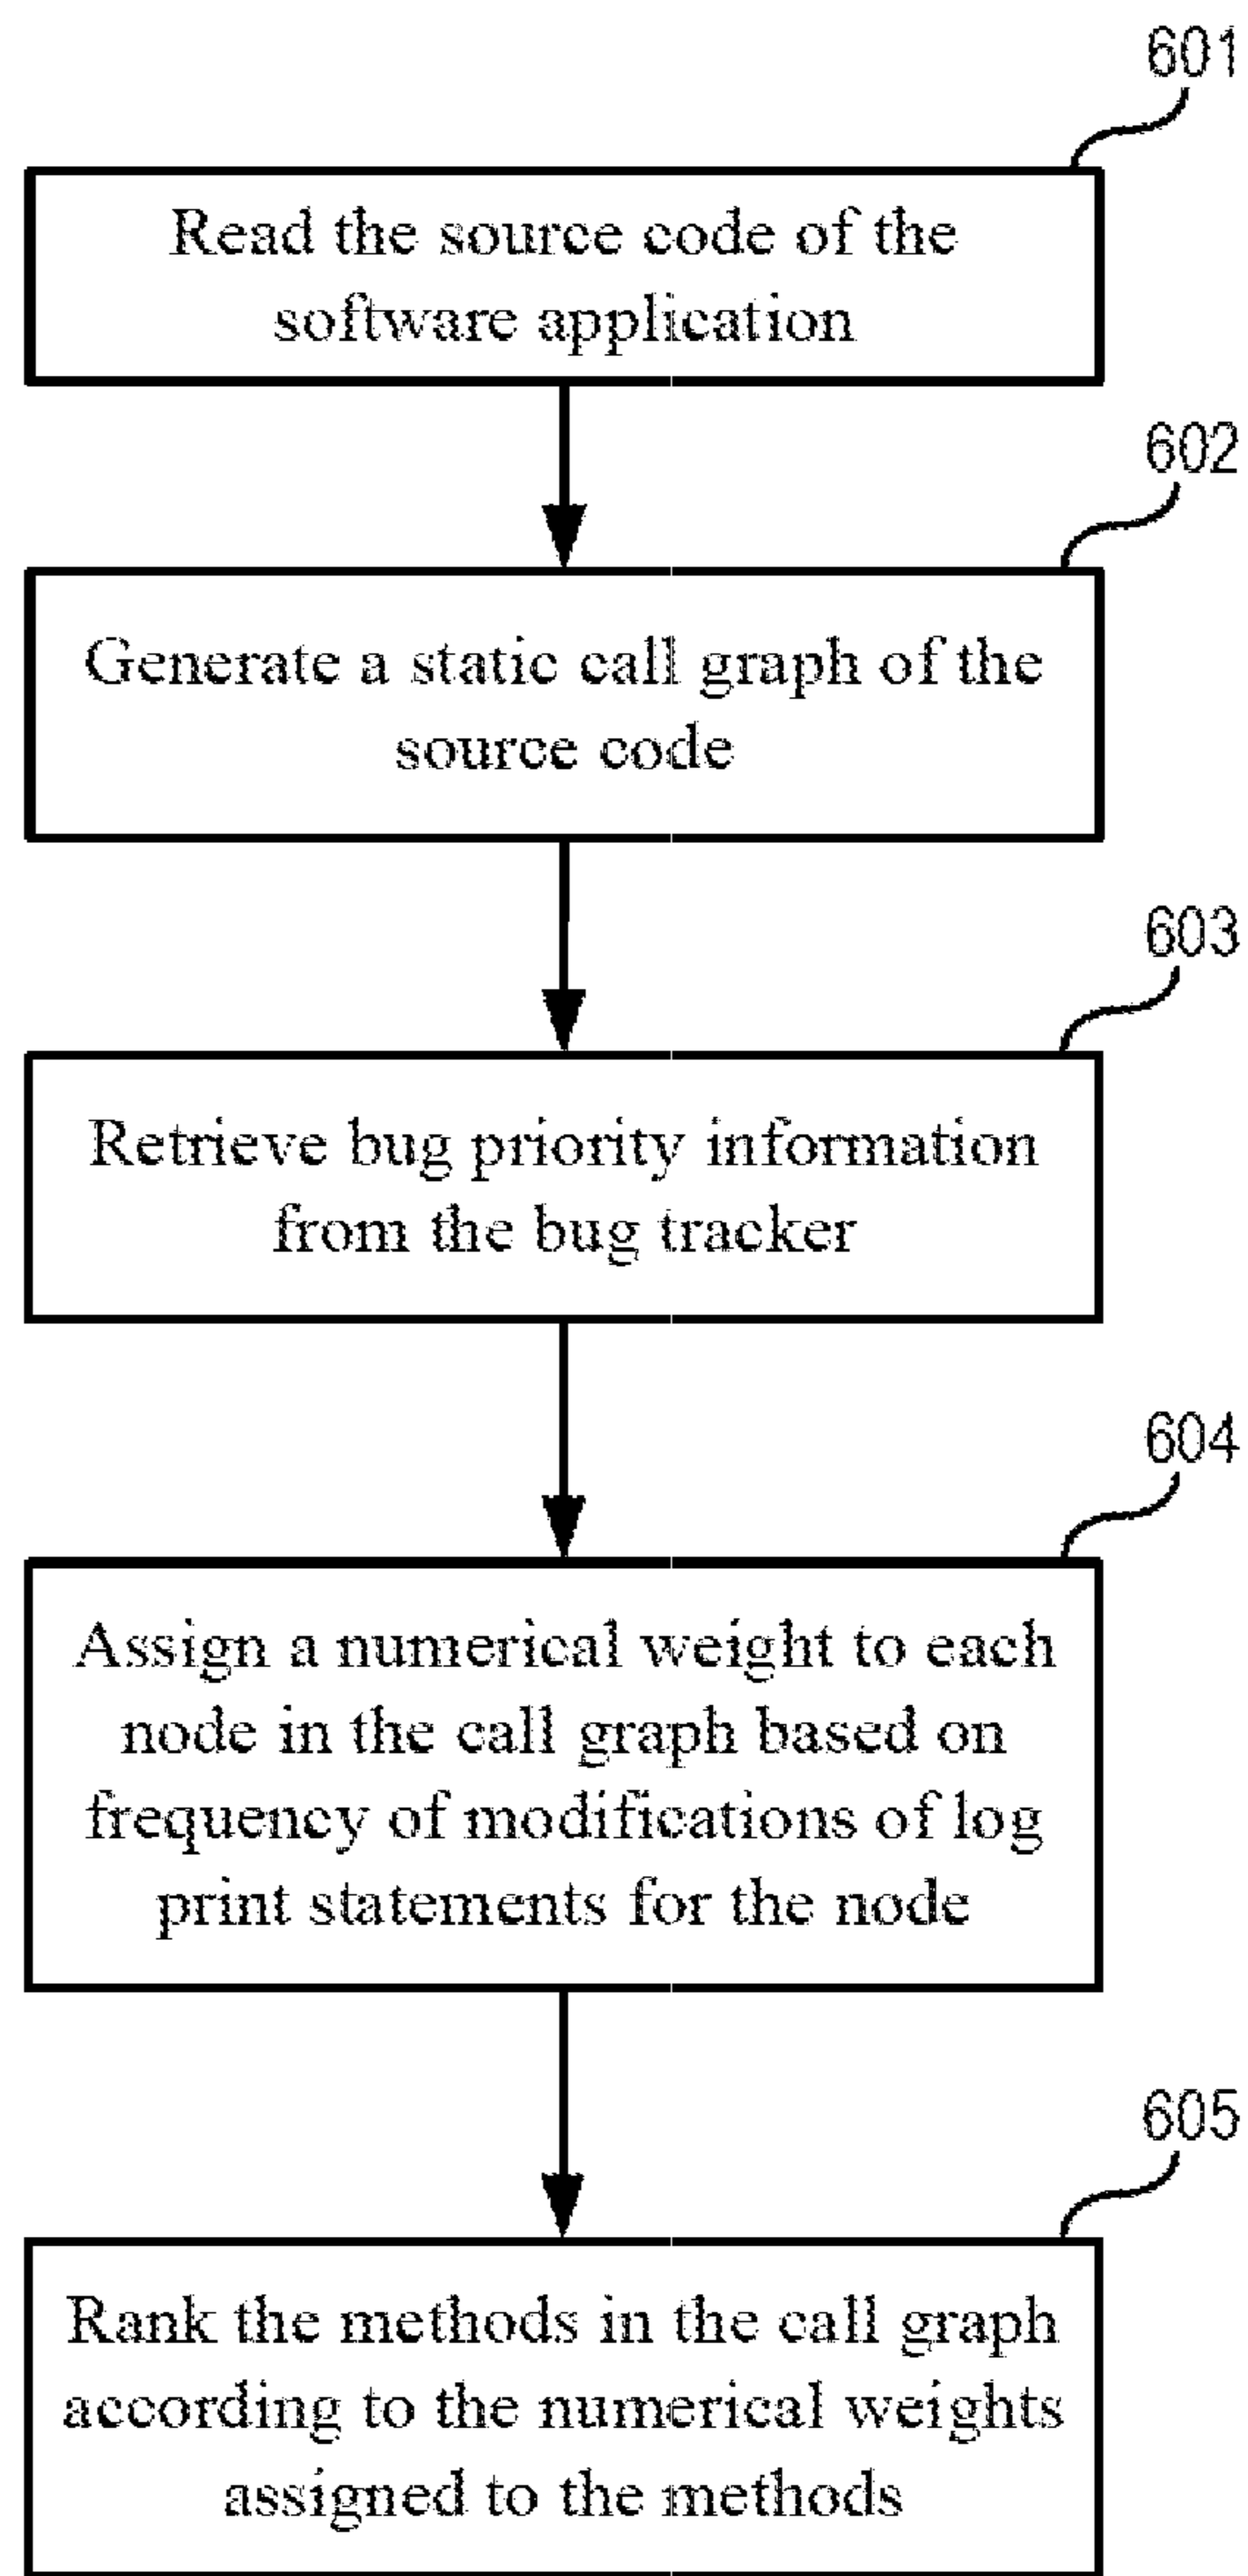 601
Read the source code of the
software application
602
Generate a static call graph of the
source code
603
Retrieve bug priority information
from the bug tracker
604
Assign a numerical weight to each
node in the call graph based on
frequency of modifications of log
print statements for the node
605
Rank the methods in the call graph
according to the numerical weights
assigned to the methods